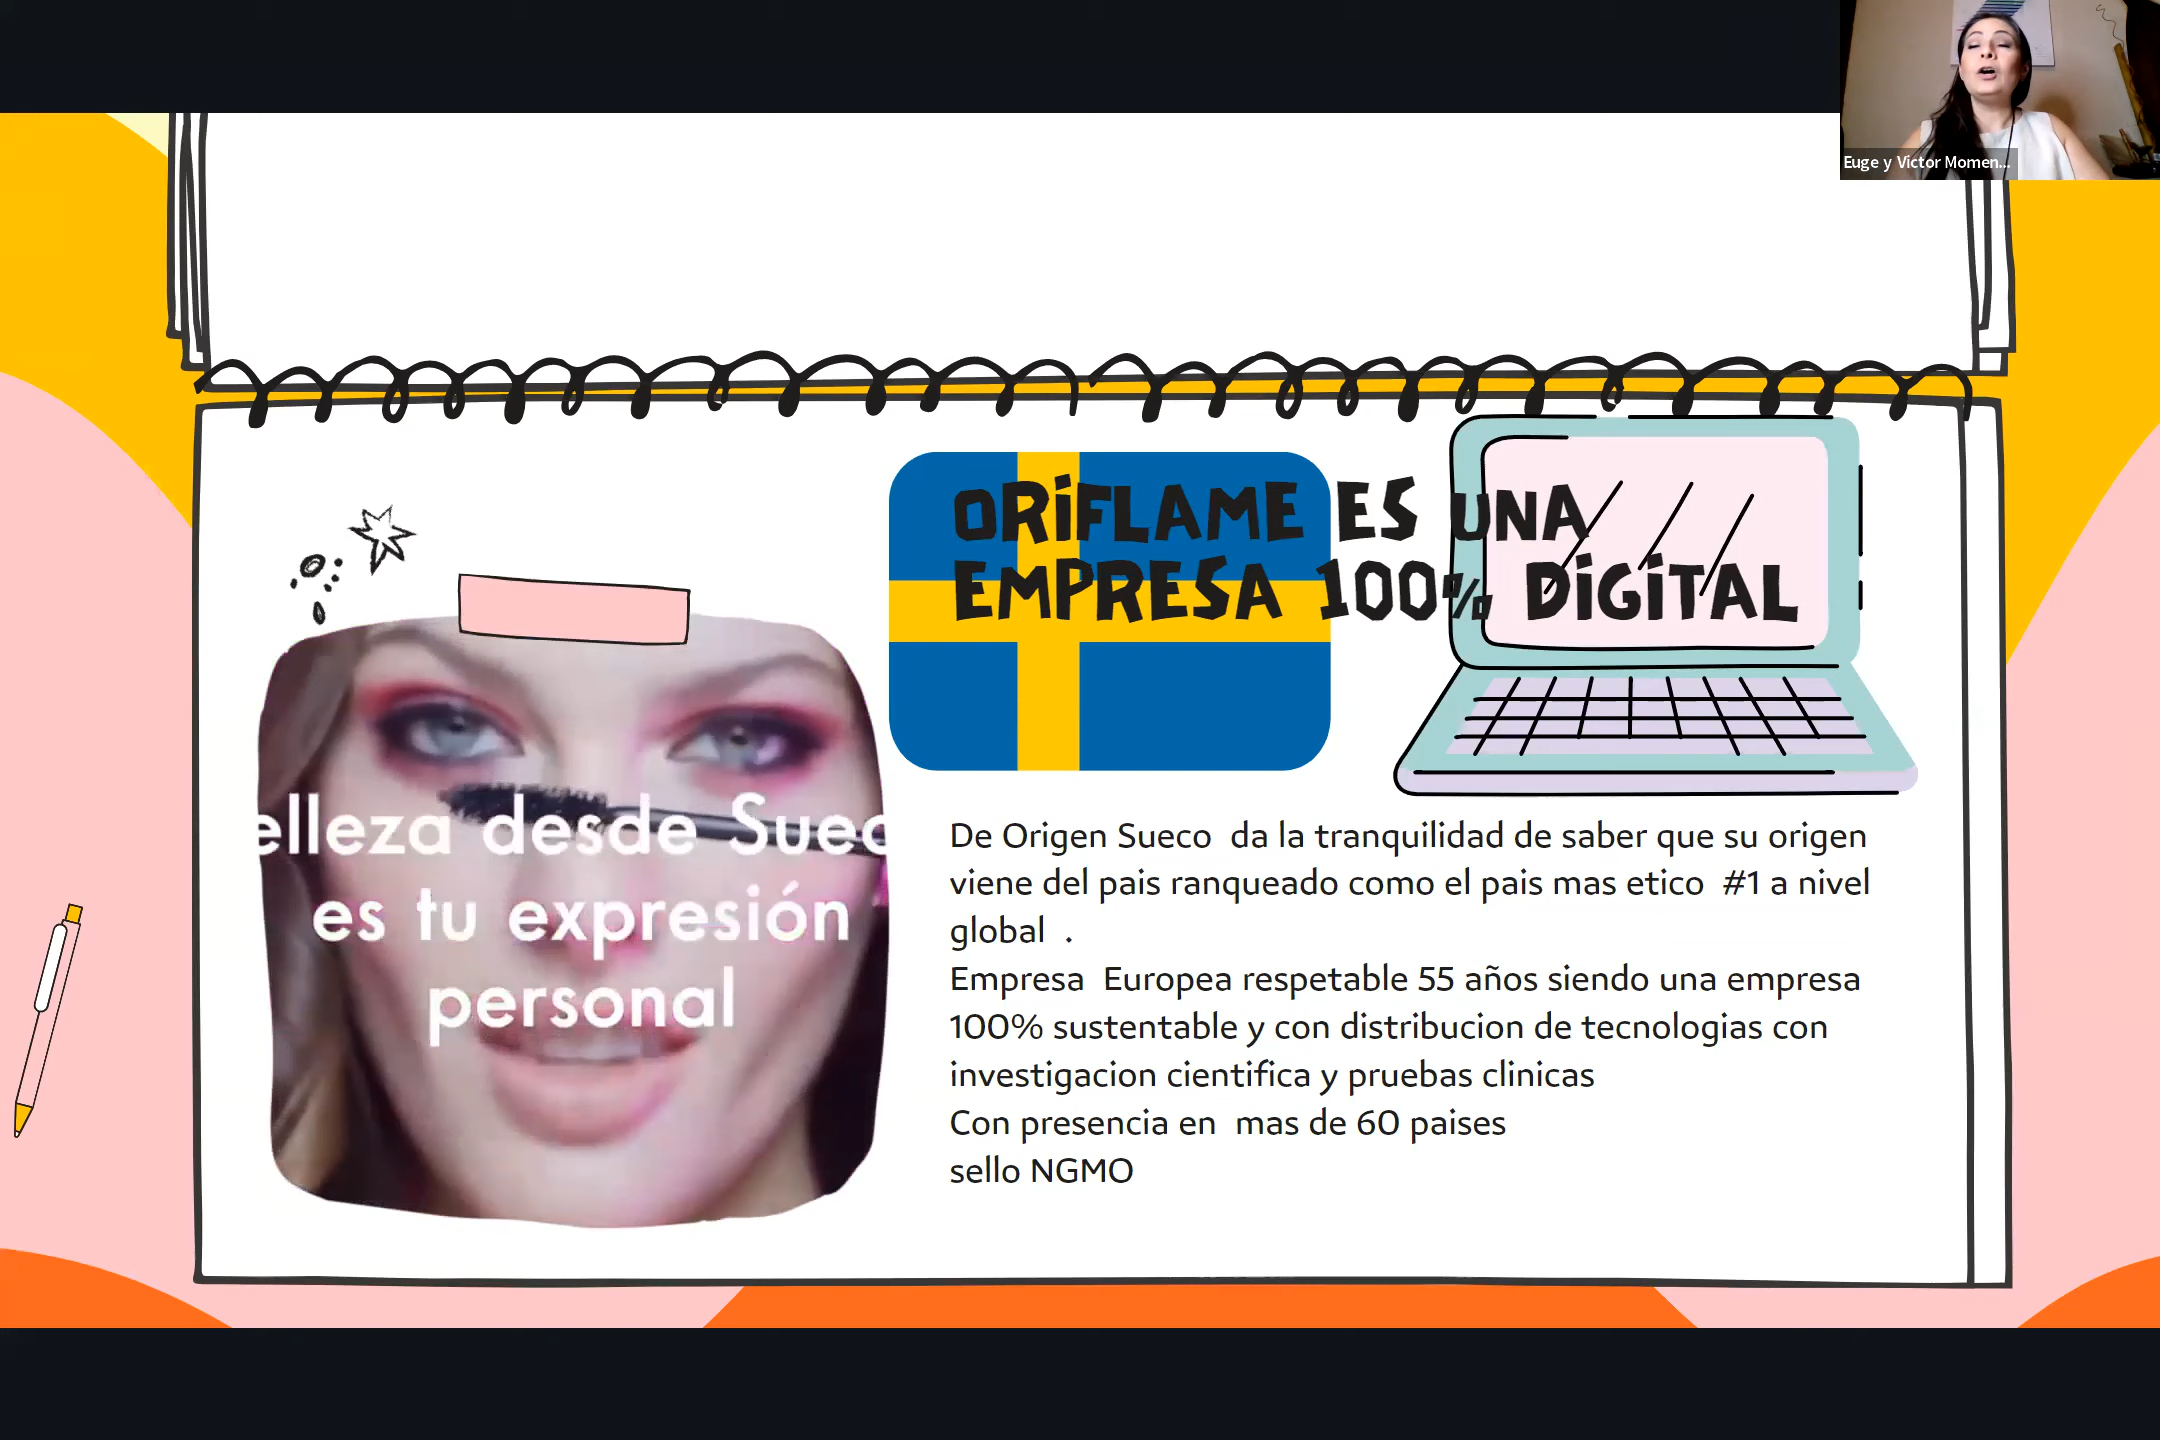 Euge y Victor Momen...
ORIFLAME ES UNA
EMPRESA 100% DIGITAL
elleza desde Suec
es tu expresión
personal
De Origen Sueco  da la tranquilidad de saber que su origen
viene del pais ranqueado como el pais mas etico  #1 a nivel
global  .
Empresa  Europea respetable 55 años siendo una empresa
100% sustentable y con distribucion de tecnologias con
investigacion cientifica y pruebas clinicas
Con presencia en  mas de 60 paises
sello NGMO